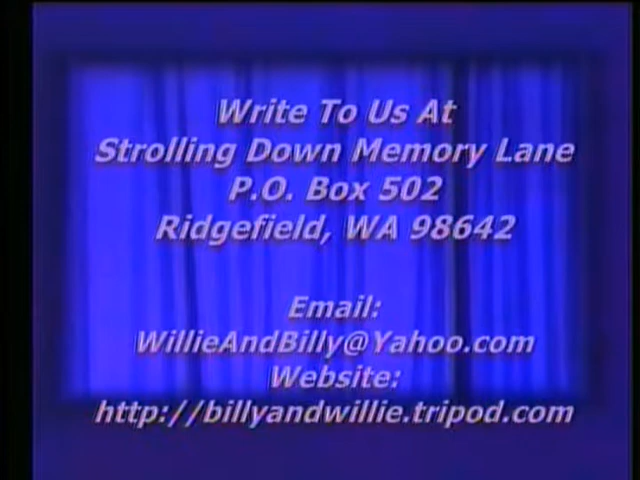 Write To Us At
Strolling Down Memory Lane
P.O. Box 502
Ridgefield, WA 98642
Email:
WillieAndBilly@Yahoo.com
Website:
http://billyandwillie.tripod.com